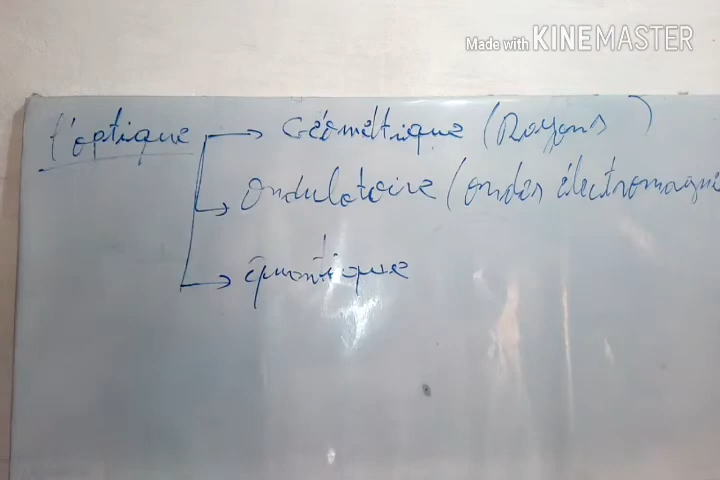 Made with KINEMASTER
l'optique → Géométrique (Rayons)
→ Ondulatoire (ondes électromagné
→ quantique